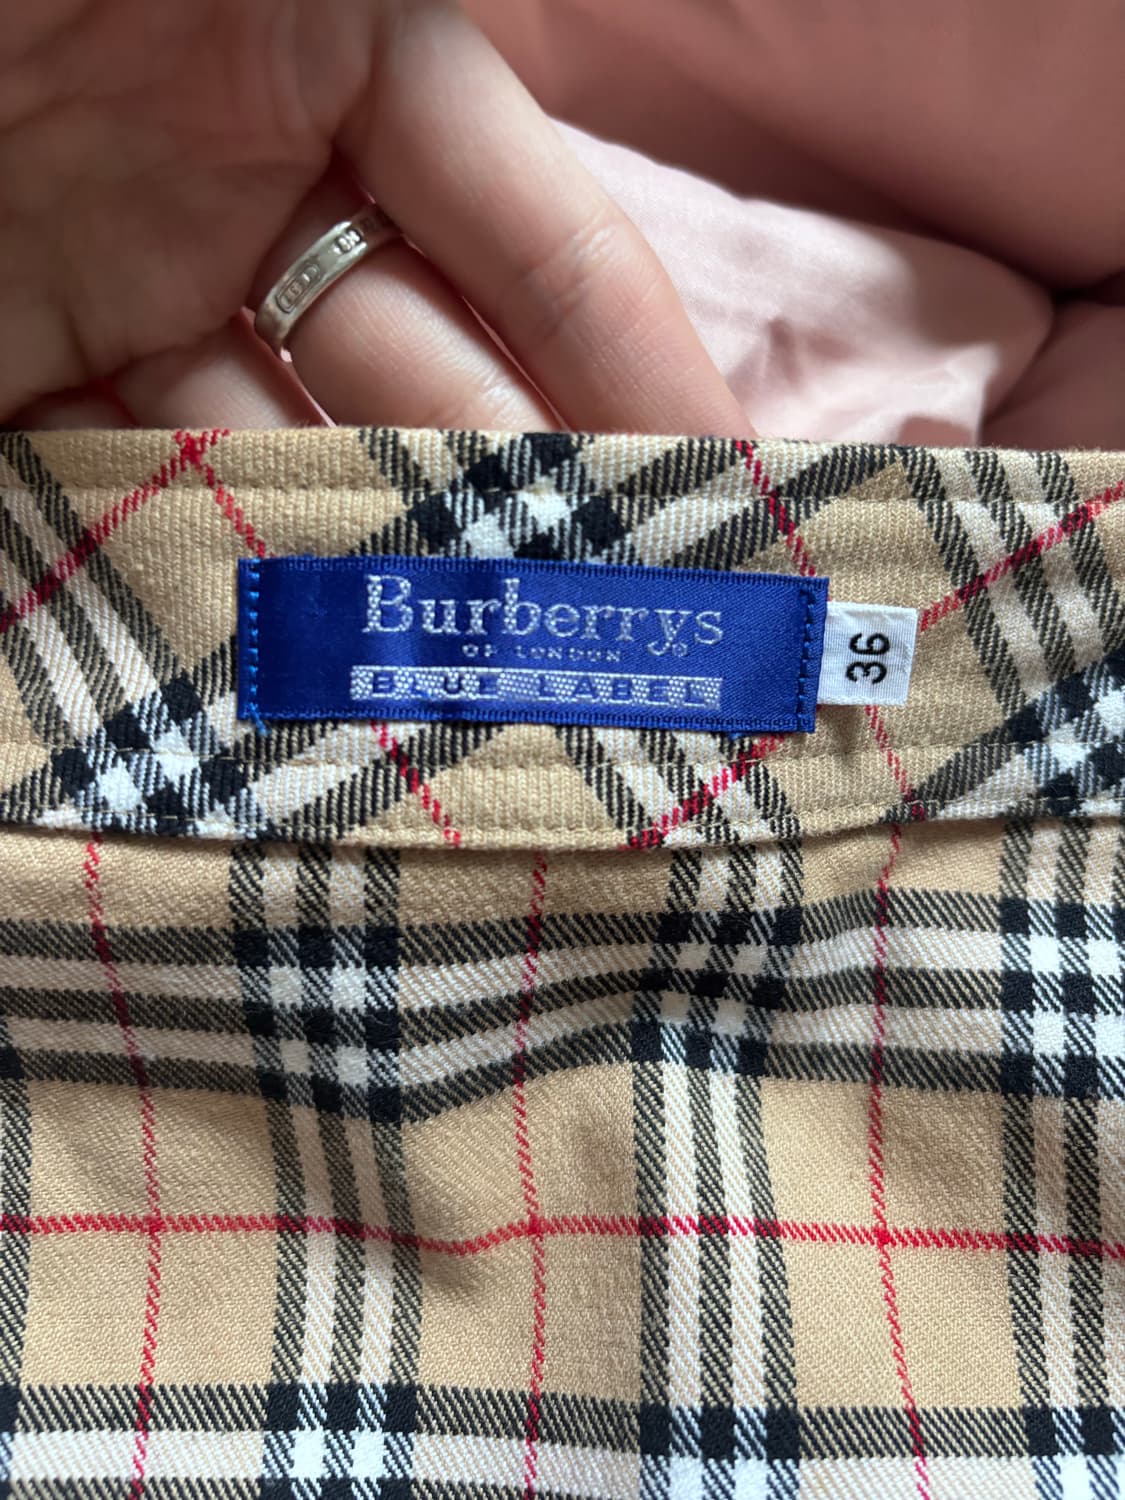 Burberrys®
OF LONDON
BLUE LABEL
36